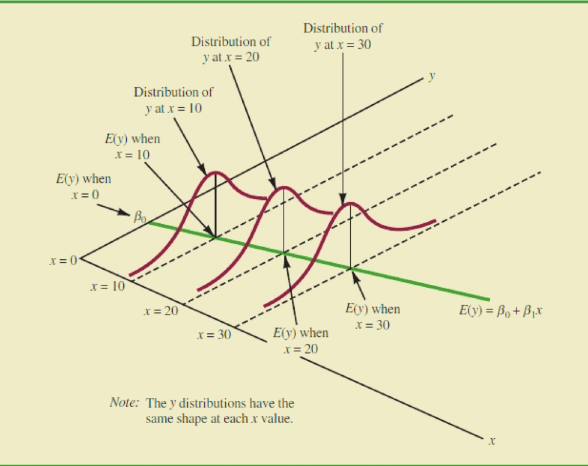 Distribution of
y at x = 30
Distribution of
y at x = 20
y
Distribution of
y at x = 10
E(y) when
x = 10
E(y) when
x = 0
β₀
x = 0
x = 10
x = 20
x = 30
E(y) when
x = 30
E(y) = β₀ + β₁x
E(y) when
x = 20
Note: The y distributions have the
same shape at each x value.
x